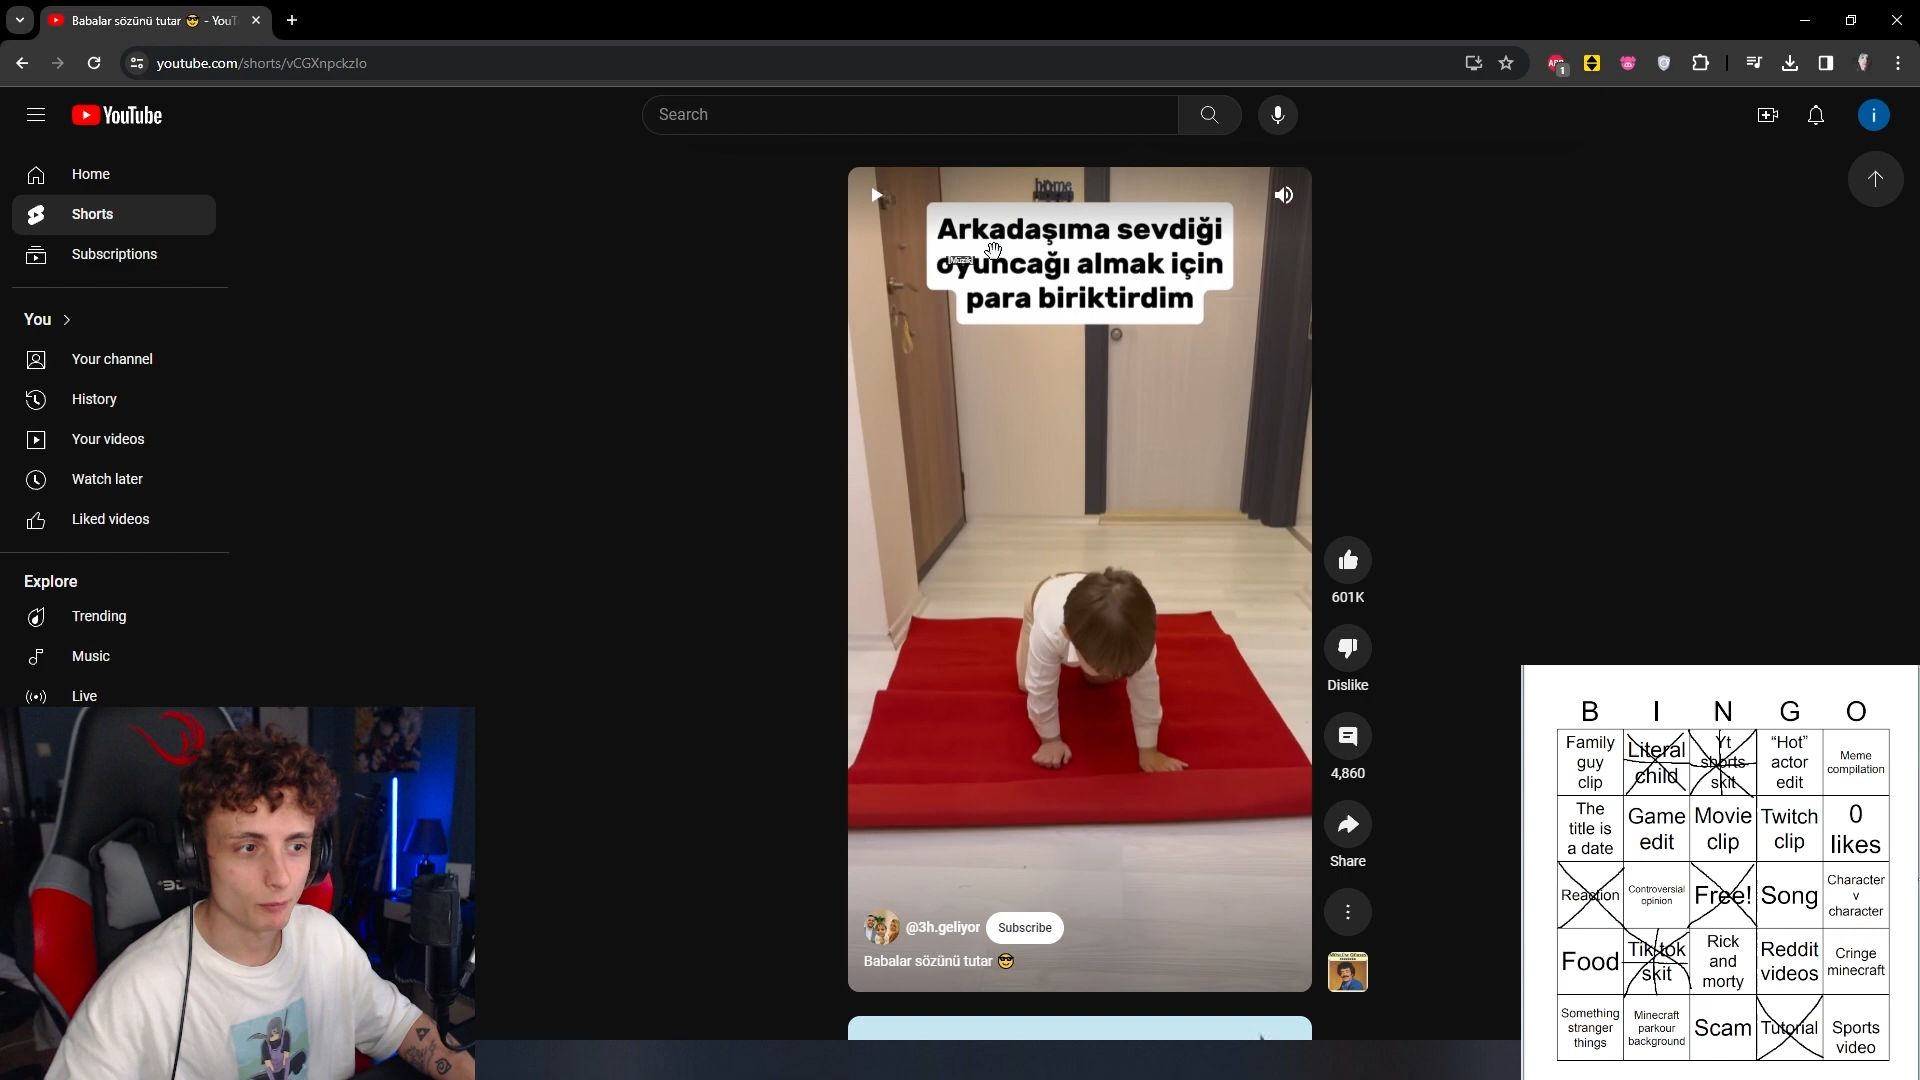 Babalar sözünü tutar 😎 - YouT
youtube.com/shorts/vCGXnpckzlo
1
YouTube
Search
i
Home
Shorts
Subscriptions
You
Your channel
History
Your videos
Watch later
Liked videos
Explore
Trending
Music
Live
home
Arkadaşıma sevdiği
oyuncağı almak için
para biriktirdim
[Müzik]
601K
Dislike
4,860
Share
@3h.geliyor
Subscribe
Babalar sözünü tutar 😎
B I N G O
Family guy clip
Literal child
Yt shorts skit
“Hot” actor edit
Meme compilation
The title is a date
Game edit
Movie clip
Twitch clip
0 likes
Reaction
Controversial opinion
Free!
Song
Character v character
Food
Tiktok skit
Rick and morty
Reddit videos
Cringe minecraft
Something stranger things
Minecraft parkour background
Scam
Tutorial
Sports video